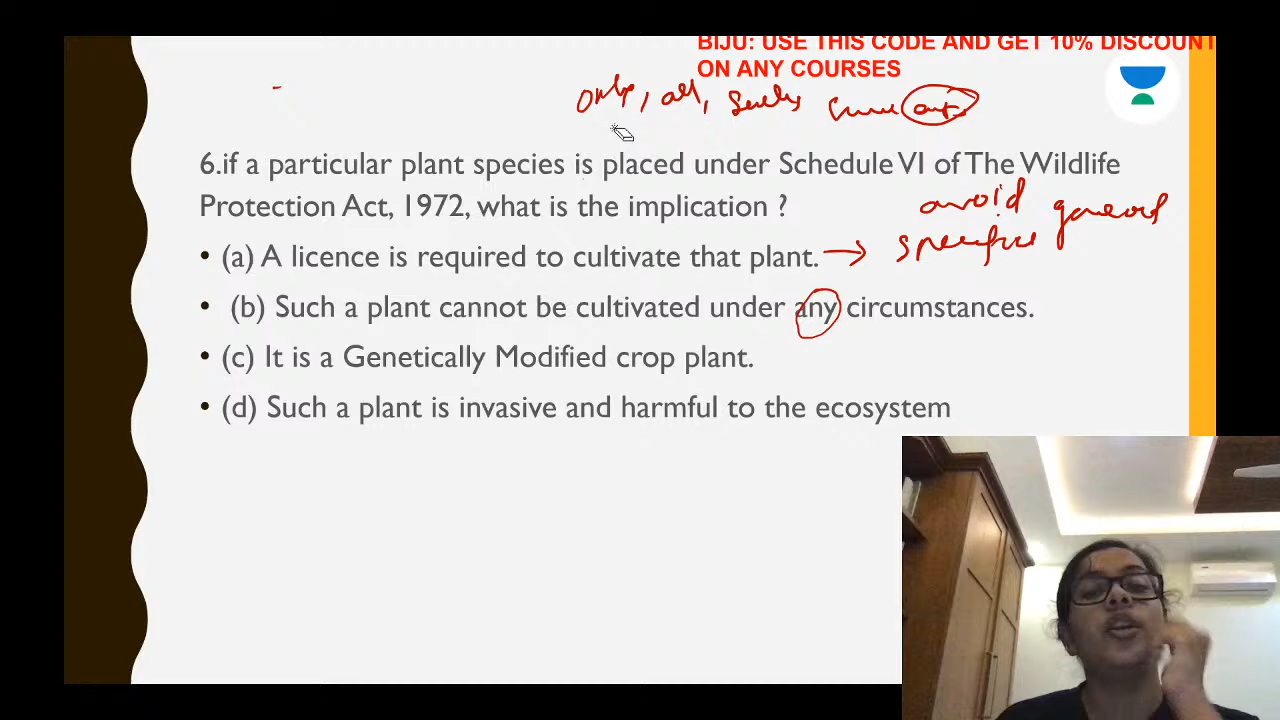 BIJU: USE THIS CODE AND GET 10% DISCOUNT
ON ANY COURSES
only, all,
6.if a particular plant species is placed under Schedule VI of The Wildlife
Protection Act, 1972, what is the implication ?
avoid general
• (a) A licence is required to cultivate that plant. → specific
• (b) Such a plant cannot be cultivated under any circumstances.
• (c) It is a Genetically Modified crop plant.
• (d) Such a plant is invasive and harmful to the ecosystem